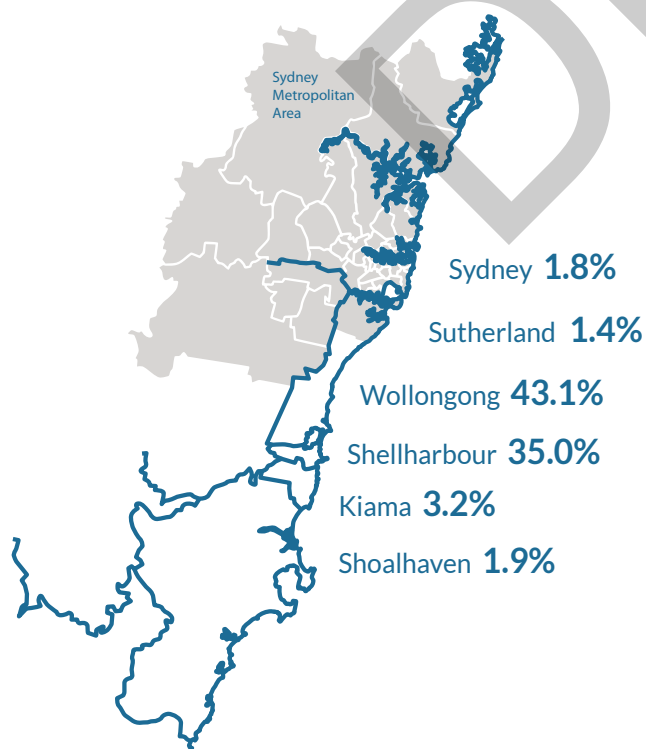 Sydney
Metropolitan
Area
Sydney 1.8%
Sutherland 1.4%
Wollongong 43.1%
Shellharbour 35.0%
Kiama 3.2%
Shoalhaven 1.9%